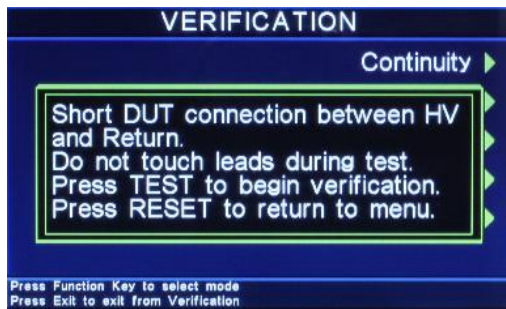 VERIFICATION
Continuity
Short DUT connection between HV
and Return.
Do not touch leads during test.
Press TEST to begin verification.
Press RESET to return to menu.
Press Function Key to select mode
Press Exit to exit from Verification